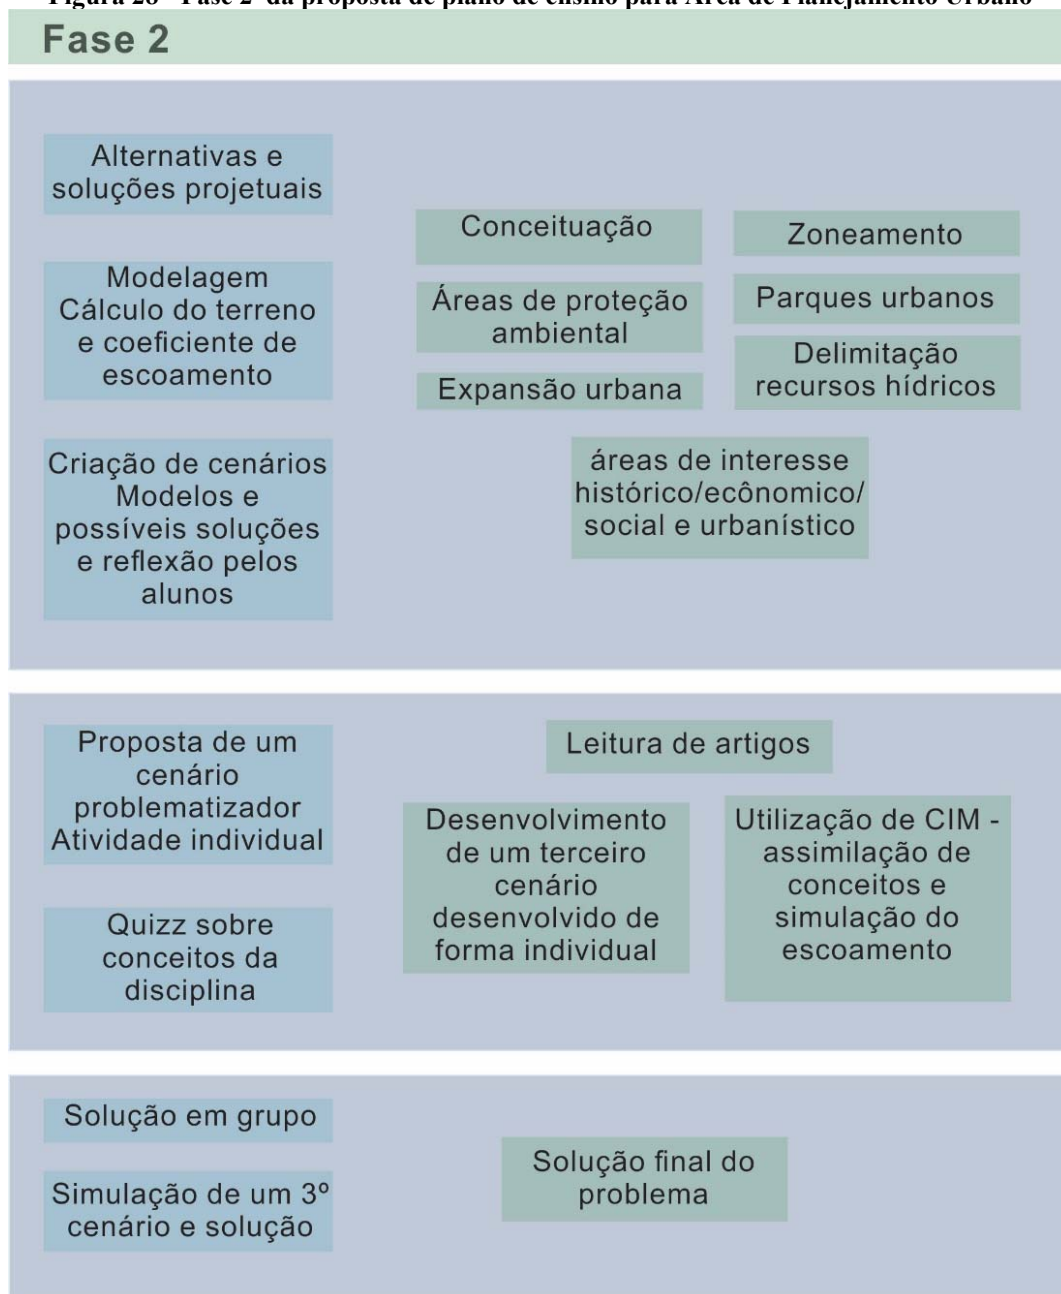 Figura 28 - Fase 2 da proposta de plano de ensino para Área de Planejamento Urbano
Fase 2
Alternativas e
soluções projetuais
Modelagem
Cálculo do terreno
e coeficiente de
escoamento
Criação de cenários
Modelos e
possíveis soluções
e reflexão pelos
alunos
Conceituação
Zoneamento
Áreas de proteção
ambiental
Parques urbanos
Expansão urbana
Delimitação
recursos hídricos
áreas de interesse
histórico/ecônomico/
social e urbanístico
Proposta de um
cenário
problematizador
Atividade individual
Quizz sobre
conceitos da
disciplina
Leitura de artigos
Desenvolvimento
de um terceiro
cenário
desenvolvido de
forma individual
Utilização de CIM -
assimilação de
conceitos e
simulação do
escoamento
Solução em grupo
Simulação de um 3º
cenário e solução
Solução final do
problema